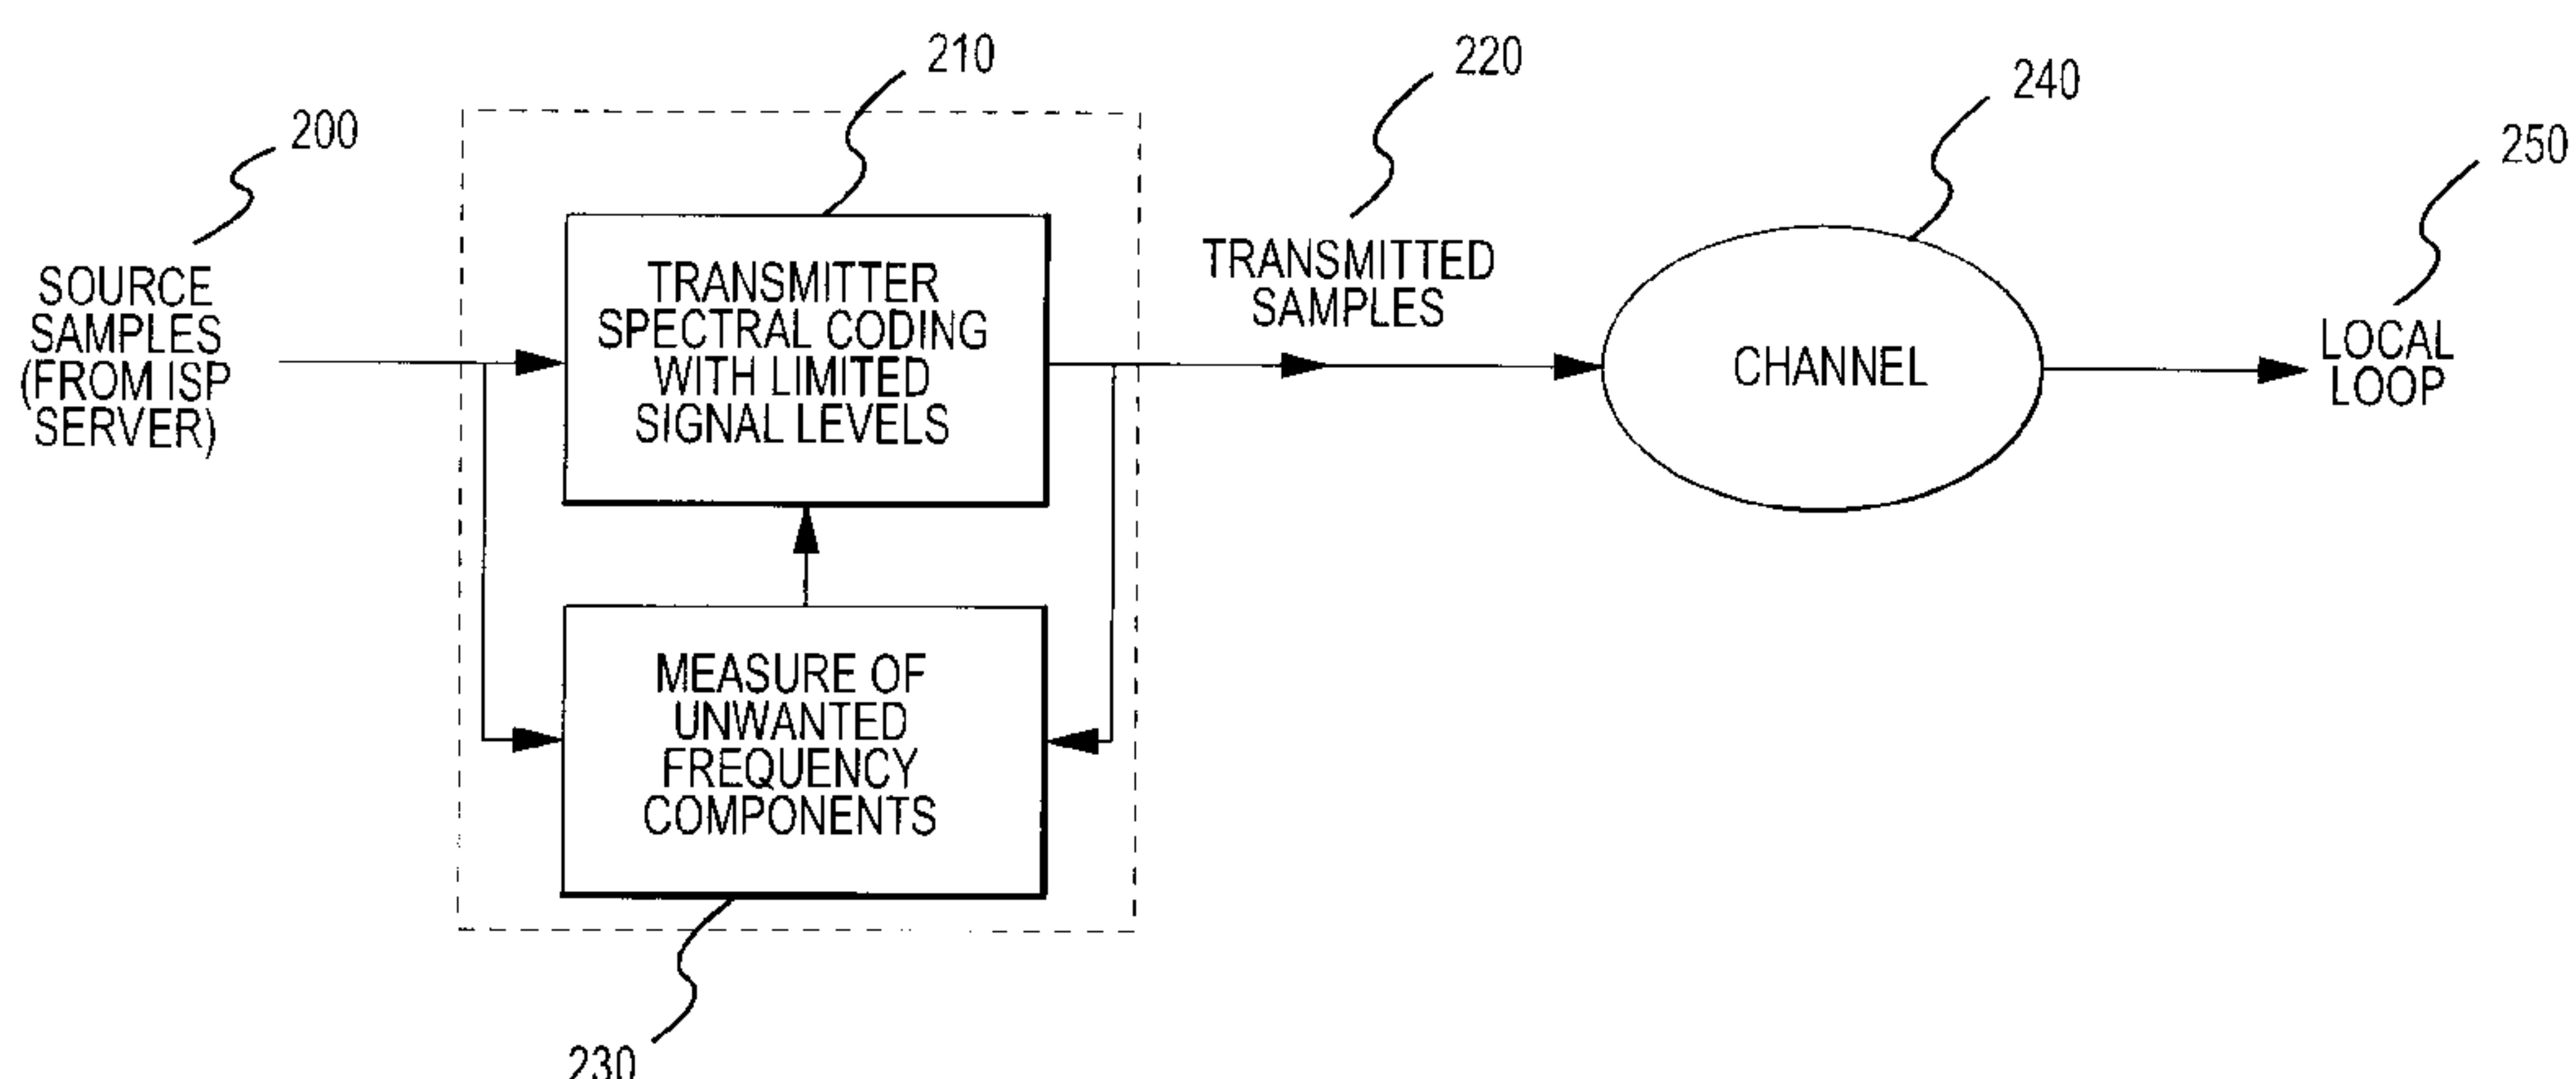 210
220
240
200
250
SOURCE
SAMPLES
(FROM ISP
SERVER)
TRANSMITTER
SPECTRAL CODING
WITH LIMITED
SIGNAL LEVELS
TRANSMITTED
SAMPLES
CHANNEL
LOCAL
LOOP
MEASURE OF
UNWANTED
FREQUENCY
COMPONENTS
230